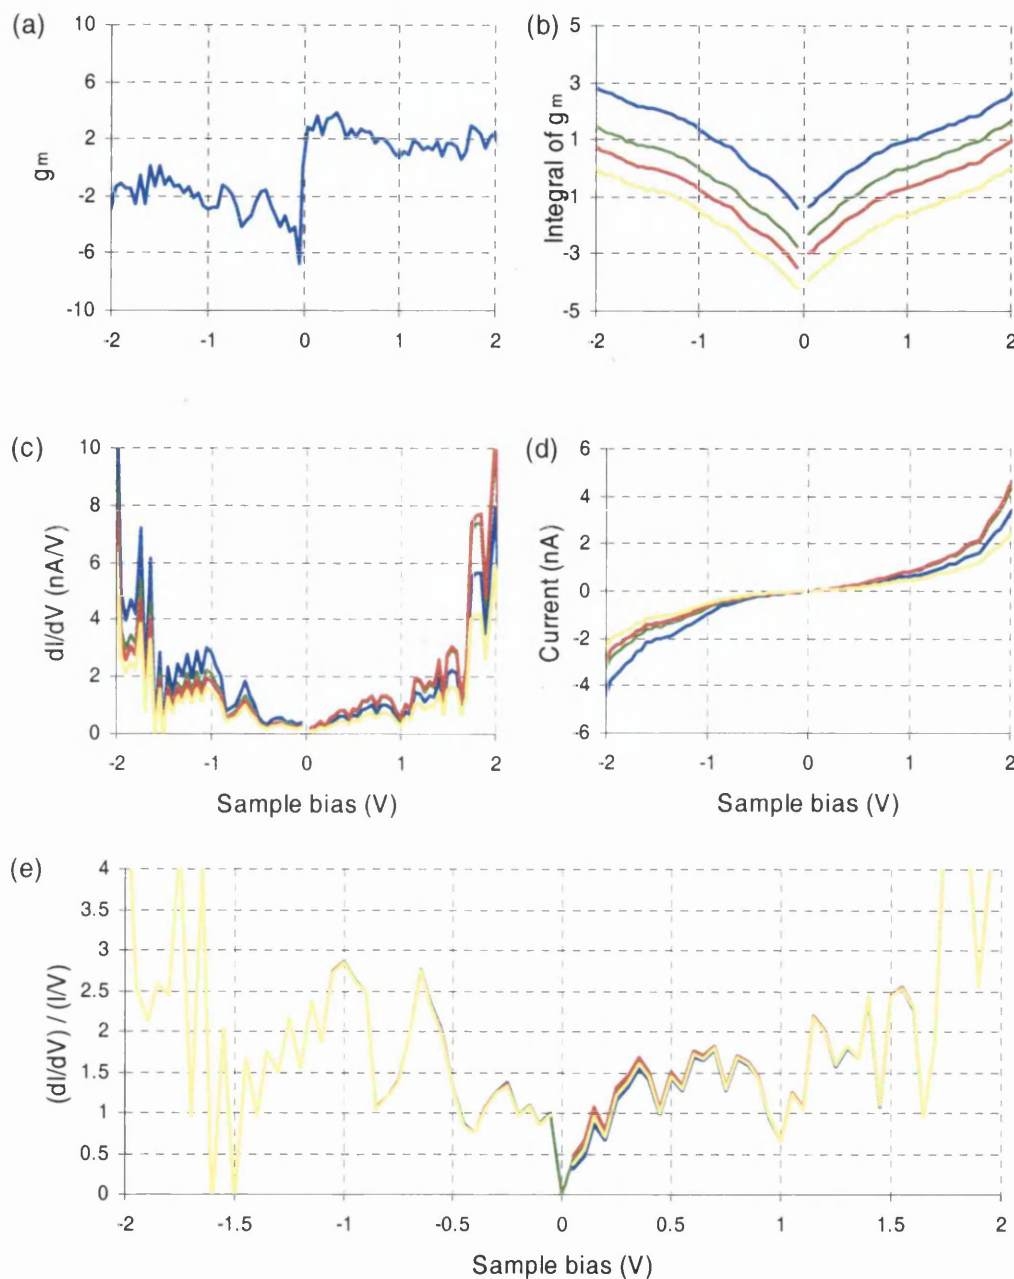 (a)
10
6
2
-2
-6
-10
gm
-2 -1 0 1 2
(b)
5
3
1
-1
-3
-5
Integral of gm
-2 -1 0 1 2
(c)
10
8
6
4
2
0
dI/dV (nA/V)
-2 -1 0 1 2
Sample bias (V)
(d)
6
4
2
0
-2
-4
-6
Current (nA)
-2 -1 0 1 2
Sample bias (V)
(e)
4
3.5
3
2.5
2
1.5
1
0.5
0
(dI/dV) / (I/V)
-2 -1.5 -1 -0.5 0 0.5 1 1.5 2
Sample bias (V)